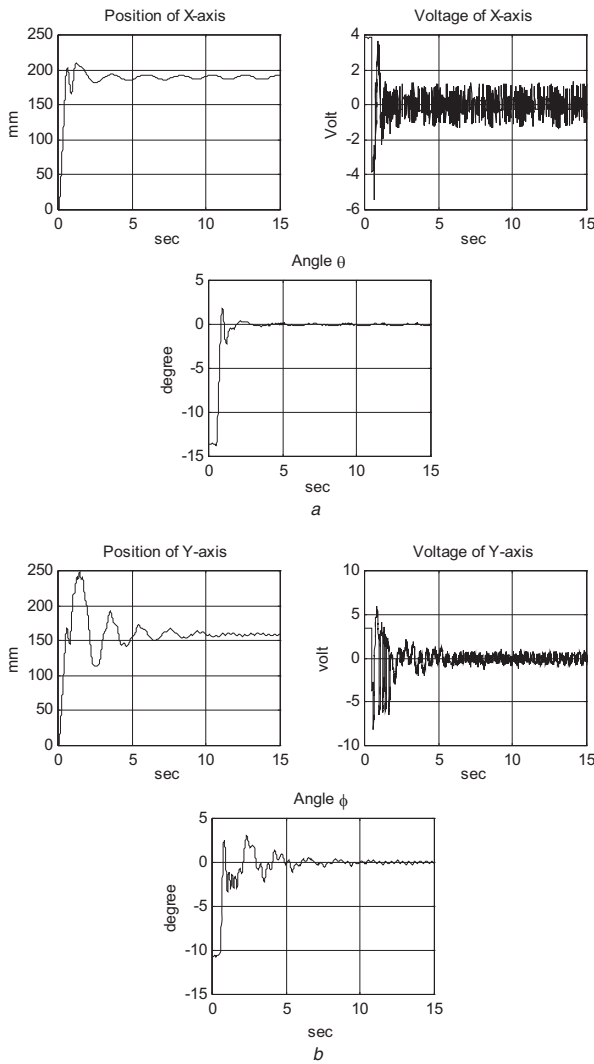 Position of X-axis
250
200
150
100
50
0
mm
0 5 10 15
sec
Voltage of X-axis
4
2
0
-2
-4
-6
Volt
0 5 10 15
sec
Angle θ
5
0
-5
-10
-15
degree
0 5 10 15
sec
a
Position of Y-axis
250
200
150
100
50
0
mm
0 5 10 15
sec
Voltage of Y-axis
10
5
0
-5
-10
volt
0 5 10 15
sec
Angle ϕ
5
0
-5
-10
-15
degree
0 5 10 15
sec
b